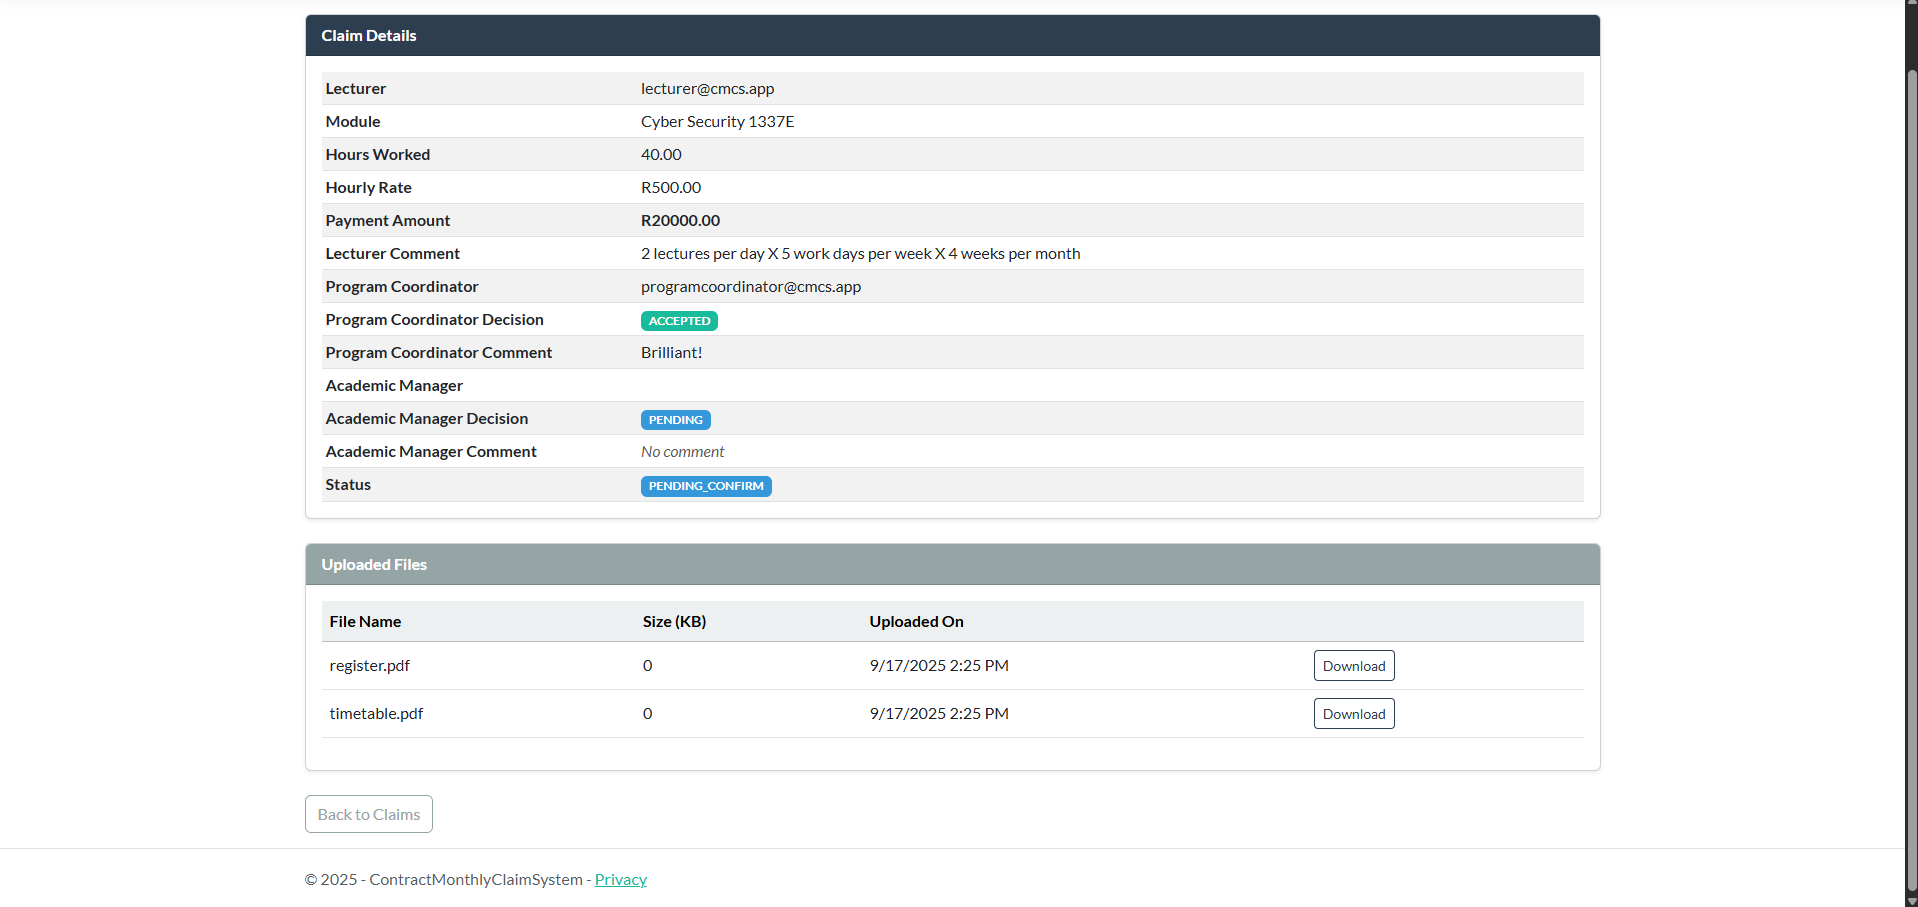 Claim Details
Lecturer lecturer@cmcs.app
Module Cyber Security 1337E
Hours Worked 40.00
Hourly Rate R500.00
Payment Amount R20000.00
Lecturer Comment 2 lectures per day X 5 work days per week X 4 weeks per month
Program Coordinator programcoordinator@cmcs.app
Program Coordinator Decision ACCEPTED
Program Coordinator Comment Brilliant!
Academic Manager
Academic Manager Decision PENDING
Academic Manager Comment No comment
Status PENDING_CONFIRM
Uploaded Files
File Name Size (KB) Uploaded On
register.pdf 0 9/17/2025 2:25 PM Download
timetable.pdf 0 9/17/2025 2:25 PM Download
Back to Claims
© 2025 - ContractMonthlyClaimSystem - Privacy